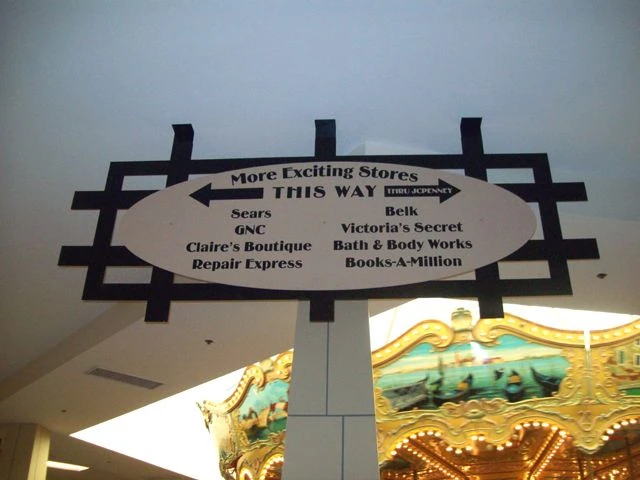 More Exciting Stores
THIS WAY THRU JCPENNEY
Sears
GNC
Claire's Boutique
Repair Express
Belk
Victoria's Secret
Bath & Body Works
Books-A-Million